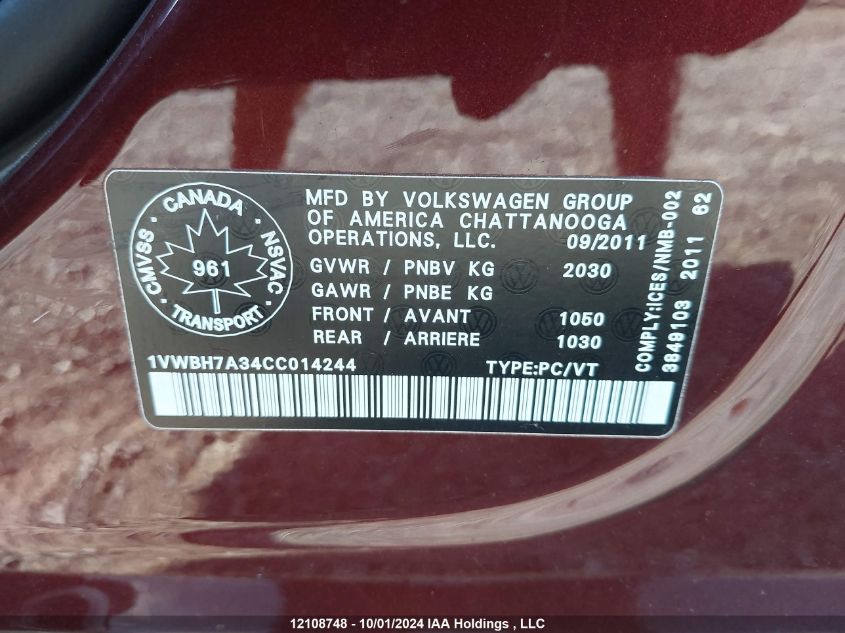 CANADA
CMVSS
NSVAC
961
TRANSPORT
MFD BY VOLKSWAGEN GROUP
OF AMERICA CHATTANOOGA
OPERATIONS, LLC. 09/2011
GVWR / PNBV KG 2030
GAWR / PNBE KG
FRONT / AVANT 1050
REAR / ARRIERE 1030
1VWBH7A34CC014244 TYPE:PC/VT
COMPLY:ICES/NMB-002
3849103 2011 62
12108748 - 10/01/2024 IAA Holdings , LLC